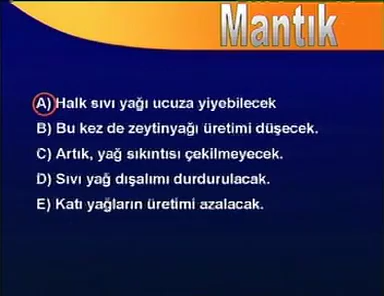 Mantık
A) Halk sıvı yağı ucuza yiyebilecek
B) Bu kez de zeytinyağı üretimi düşecek.
C) Artık, yağ sıkıntısı çekilmeyecek.
D) Sıvı yağ dışalımı durdurulacak.
E) Katı yağların üretimi azalacak.